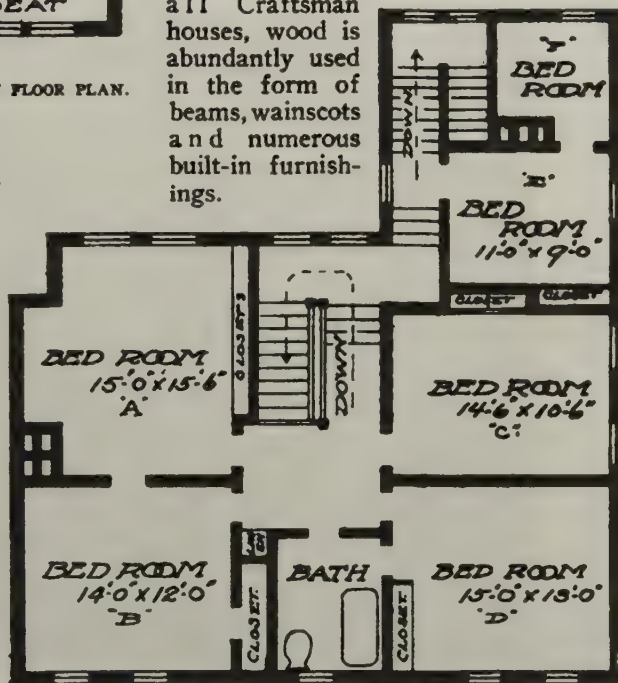 SEAT
FLOOR PLAN.
all Craftsman
houses, wood is
abundantly used
in the form of
beams, wainscots
and numerous
built-in furnish-
ings.
"F"
BED
ROOM
DOWN
"E"
BED
ROOM
11'-0" x 9'-0"
CLOSET
CLOSET
BED ROOM
15'-0" x 15'-6"
"A"
CLOSETS
DOWN
BED ROOM
14'-6" x 10'-6"
"C"
BED ROOM
14'-0" x 12'-0"
"B"
CLOSET
BATH
CLOSET
BED ROOM
15'-0" x 13'-0"
"D"